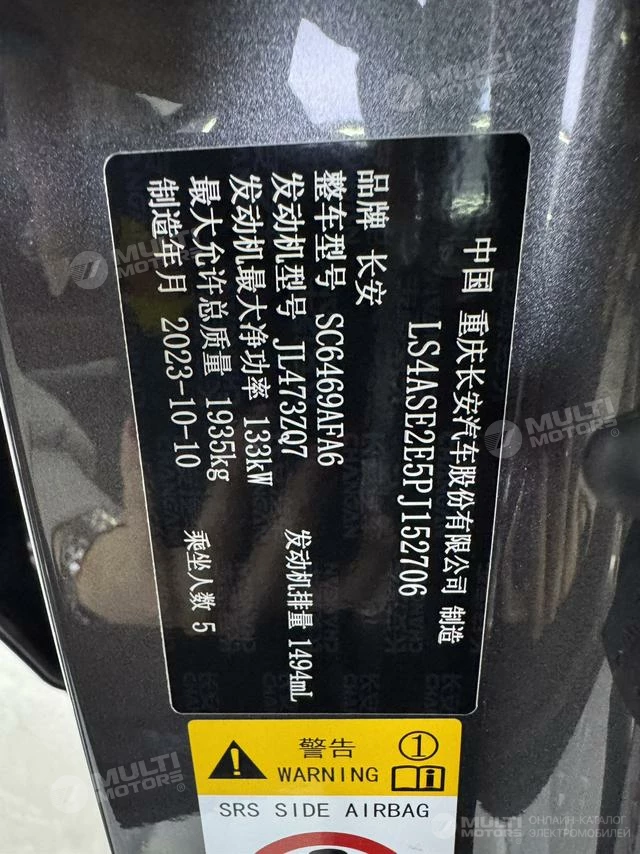 中国 重庆长安汽车股份有限公司 制造
LS4ASE2E5PJ152706
品牌 长安
整车型号 SC6469AFA6
发动机型号 JL473ZQ7 发动机排量 1494mL
发动机最大净功率 133kW
最大允许总质量 1935kg 乘坐人数 5
制造年月 2023-10-10
警告 1
WARNING
SRS SIDE AIRBAG
MULTI MOTORS
MULTI MOTORS
MULTI MOTORS
MULTI MOTORS
MULTI MOTORS
ОНЛАЙН-КАТАЛОГ
ЭЛЕКТРОМОБИЛЕЙ